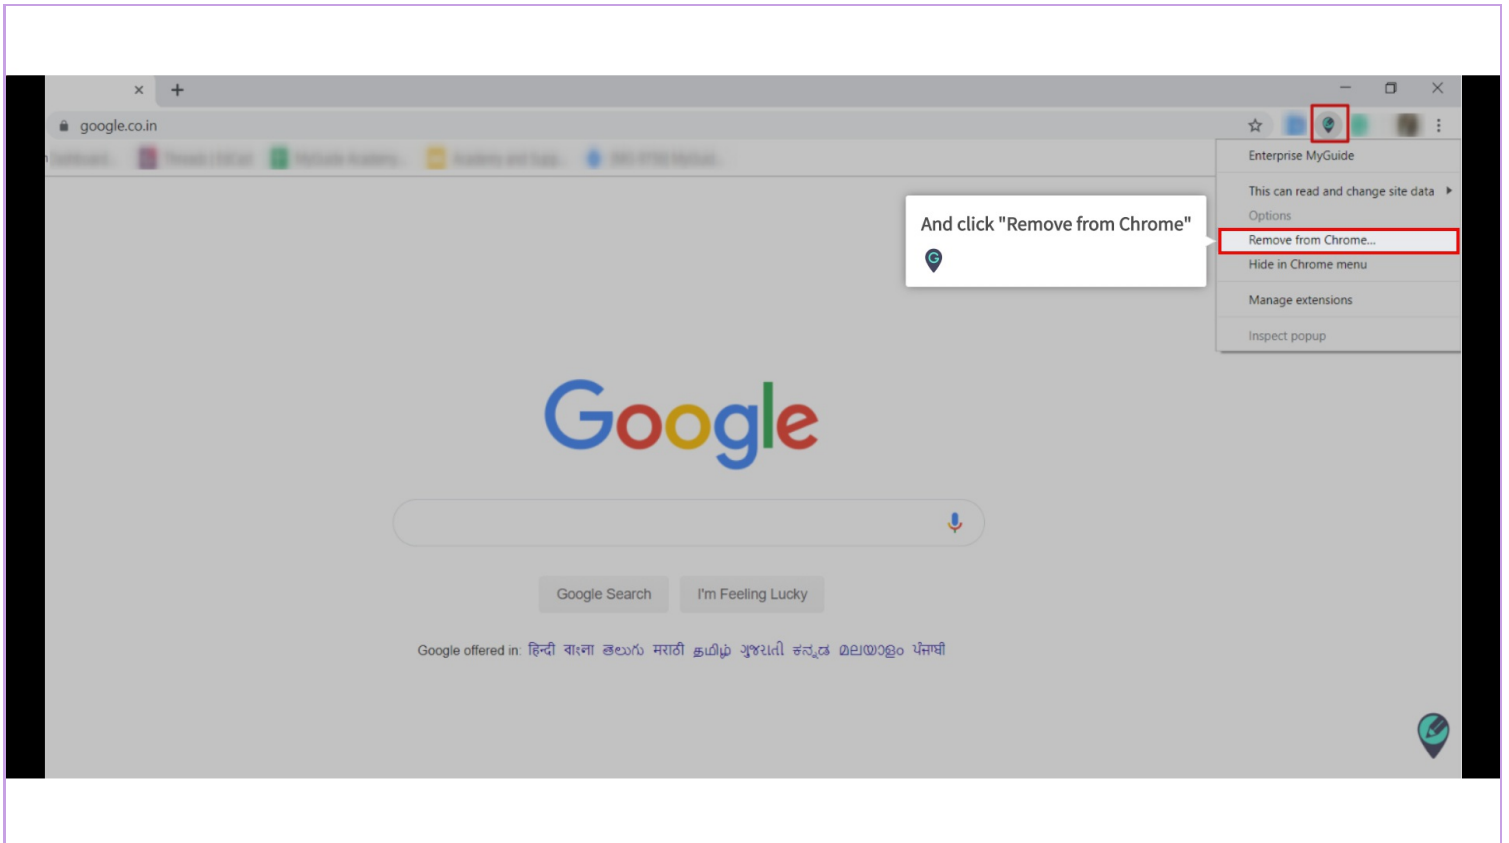 google.co.in
Enterprise MyGuide
This can read and change site data
Options
And click "Remove from Chrome"
Remove from Chrome...
Hide in Chrome menu
Manage extensions
Inspect popup
Google
Google Search I'm Feeling Lucky
Google offered in: हिन्दी বাংলা తెలుగు मराठी தமிழ் ગુજરાતી ಕನ್ನಡ മലയാളം ਪੰਜਾਬੀ